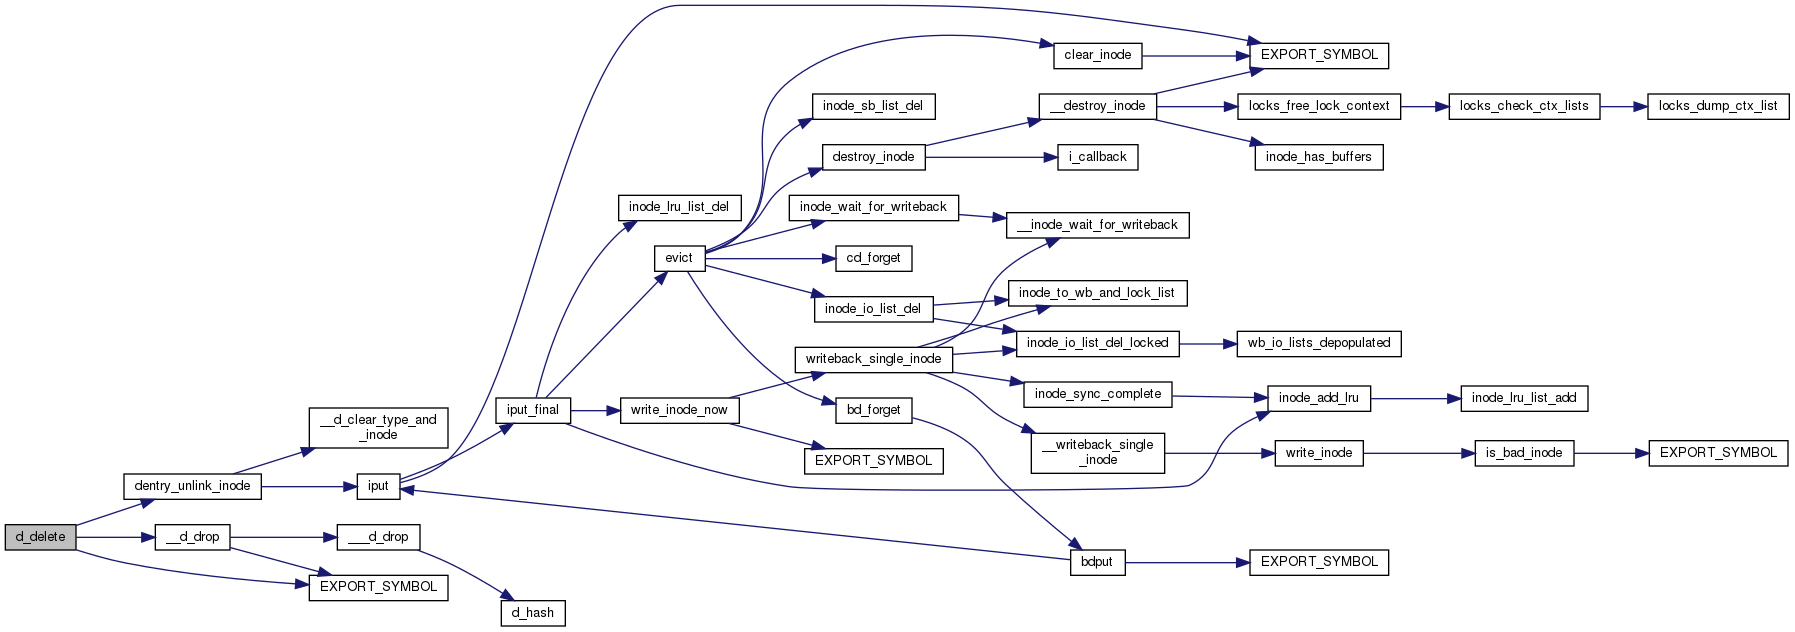 EXPORT_SYMBOL
clear_inode
inode_sb_list_del
__destroy_inode
locks_free_lock_context
locks_check_ctx_lists
locks_dump_ctx_list
destroy_inode
i_callback
inode_has_buffers
inode_lru_list_del
inode_wait_for_writeback
__inode_wait_for_writeback
evict
cd_forget
inode_to_wb_and_lock_list
inode_io_list_del
inode_io_list_del_locked
wb_io_lists_depopulated
writeback_single_inode
inode_sync_complete
inode_add_lru
inode_lru_list_add
iput_final
write_inode_now
bd_forget
__d_clear_type_and
_inode
EXPORT_SYMBOL
__writeback_single
_inode
write_inode
is_bad_inode
EXPORT_SYMBOL
dentry_unlink_inode
iput
d_delete
__d_drop
___d_drop
bdput
EXPORT_SYMBOL
EXPORT_SYMBOL
d_hash